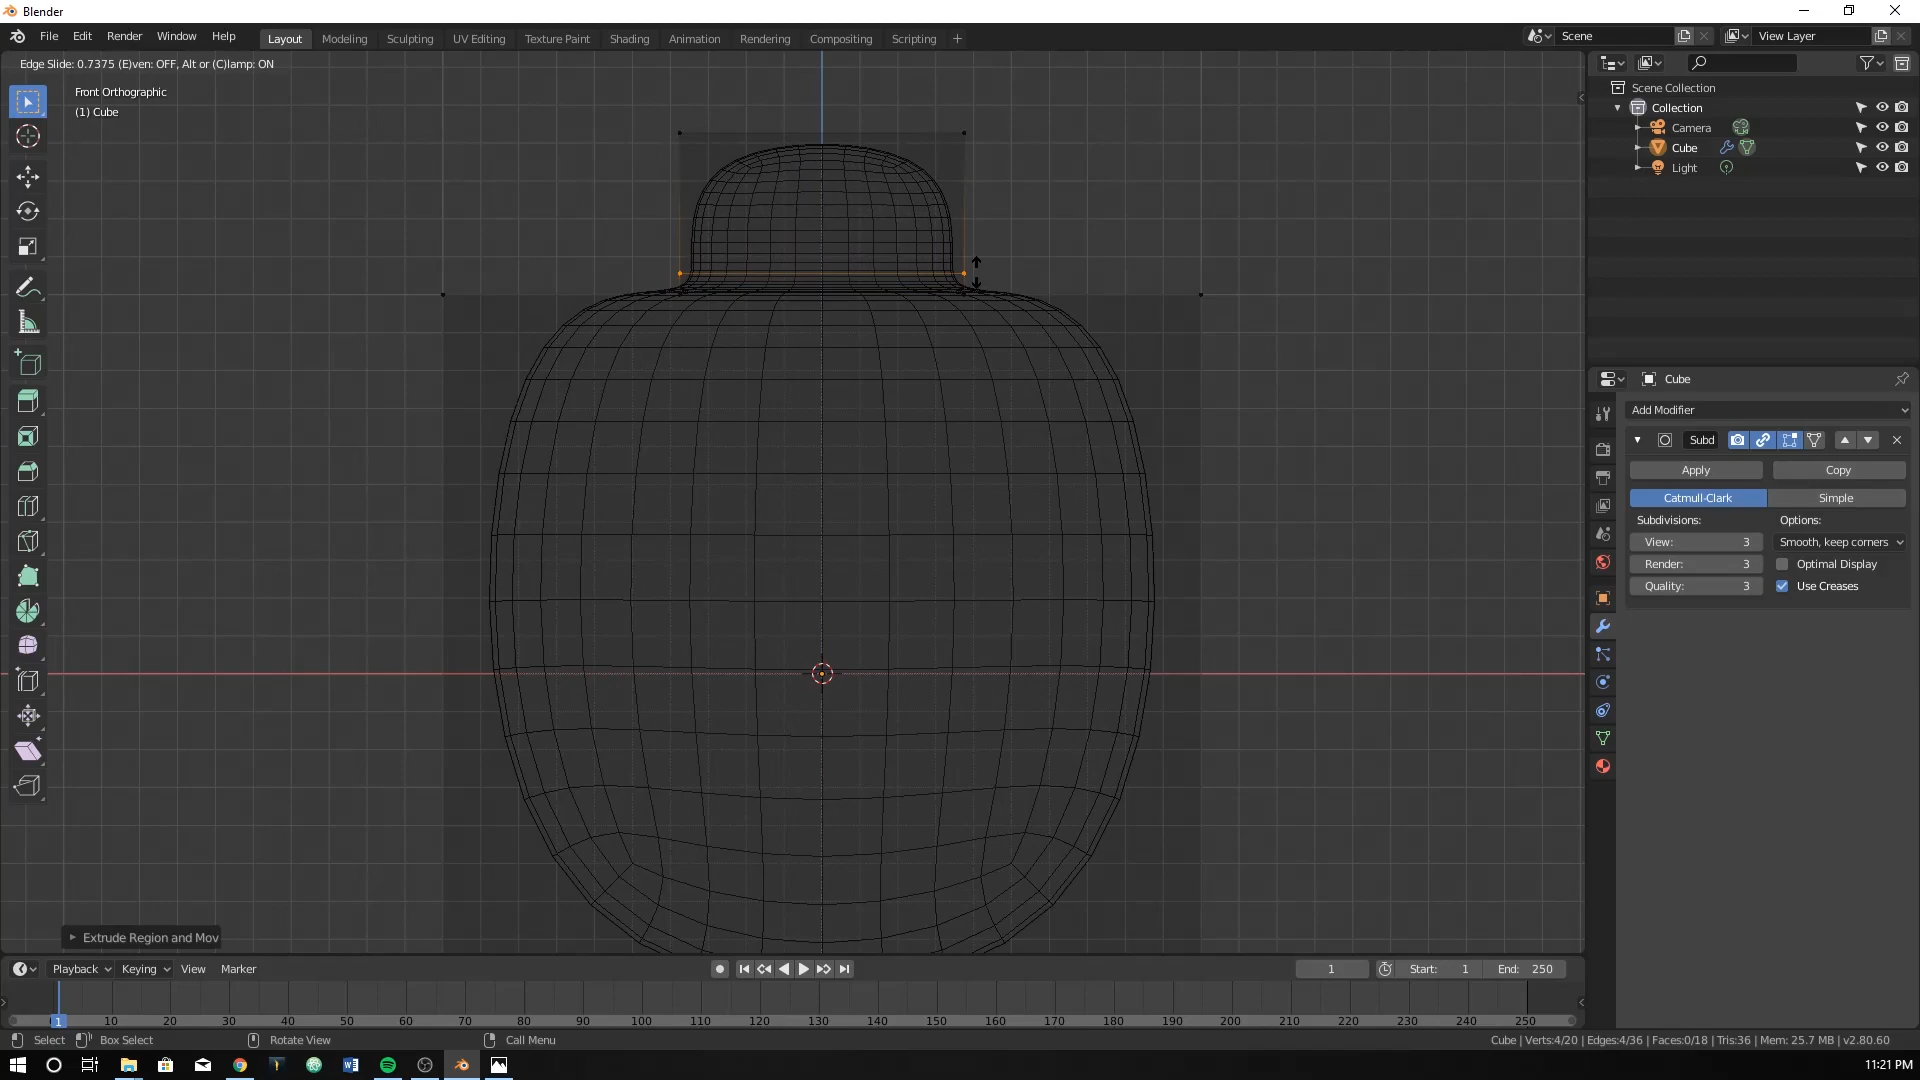 Blender
File Edit Render Window Help
Layout Modeling Sculpting UV Editing Texture Paint Shading Animation Rendering Compositing Scripting +
Scene
View Layer
Edge Slide: 0.7375 (E)ven: OFF, Alt or (C)lamp: ON
Front Orthographic
(1) Cube
Scene Collection
Collection
Camera
Cube
Light
Cube
Add Modifier
Subd
Apply Copy
Catmull-Clark Simple
Subdivisions: Options:
View: 3 Smooth, keep corners
Render: 3 Optimal Display
Quality: 3 Use Creases
Extrude Region and Mov
Playback Keying View Marker
1 Start: 1 End: 250
1 10 20 30 40 50 60 70 80 90 100 110 120 130 140 150 160 170 180 190 200 210 220 230 240 250
Select Box Select Rotate View Call Menu
Cube | Verts:4/20 | Edges:4/36 | Faces:0/18 | Tris:36 | Mem: 25.7 MB | v2.80.60
11:21 PM